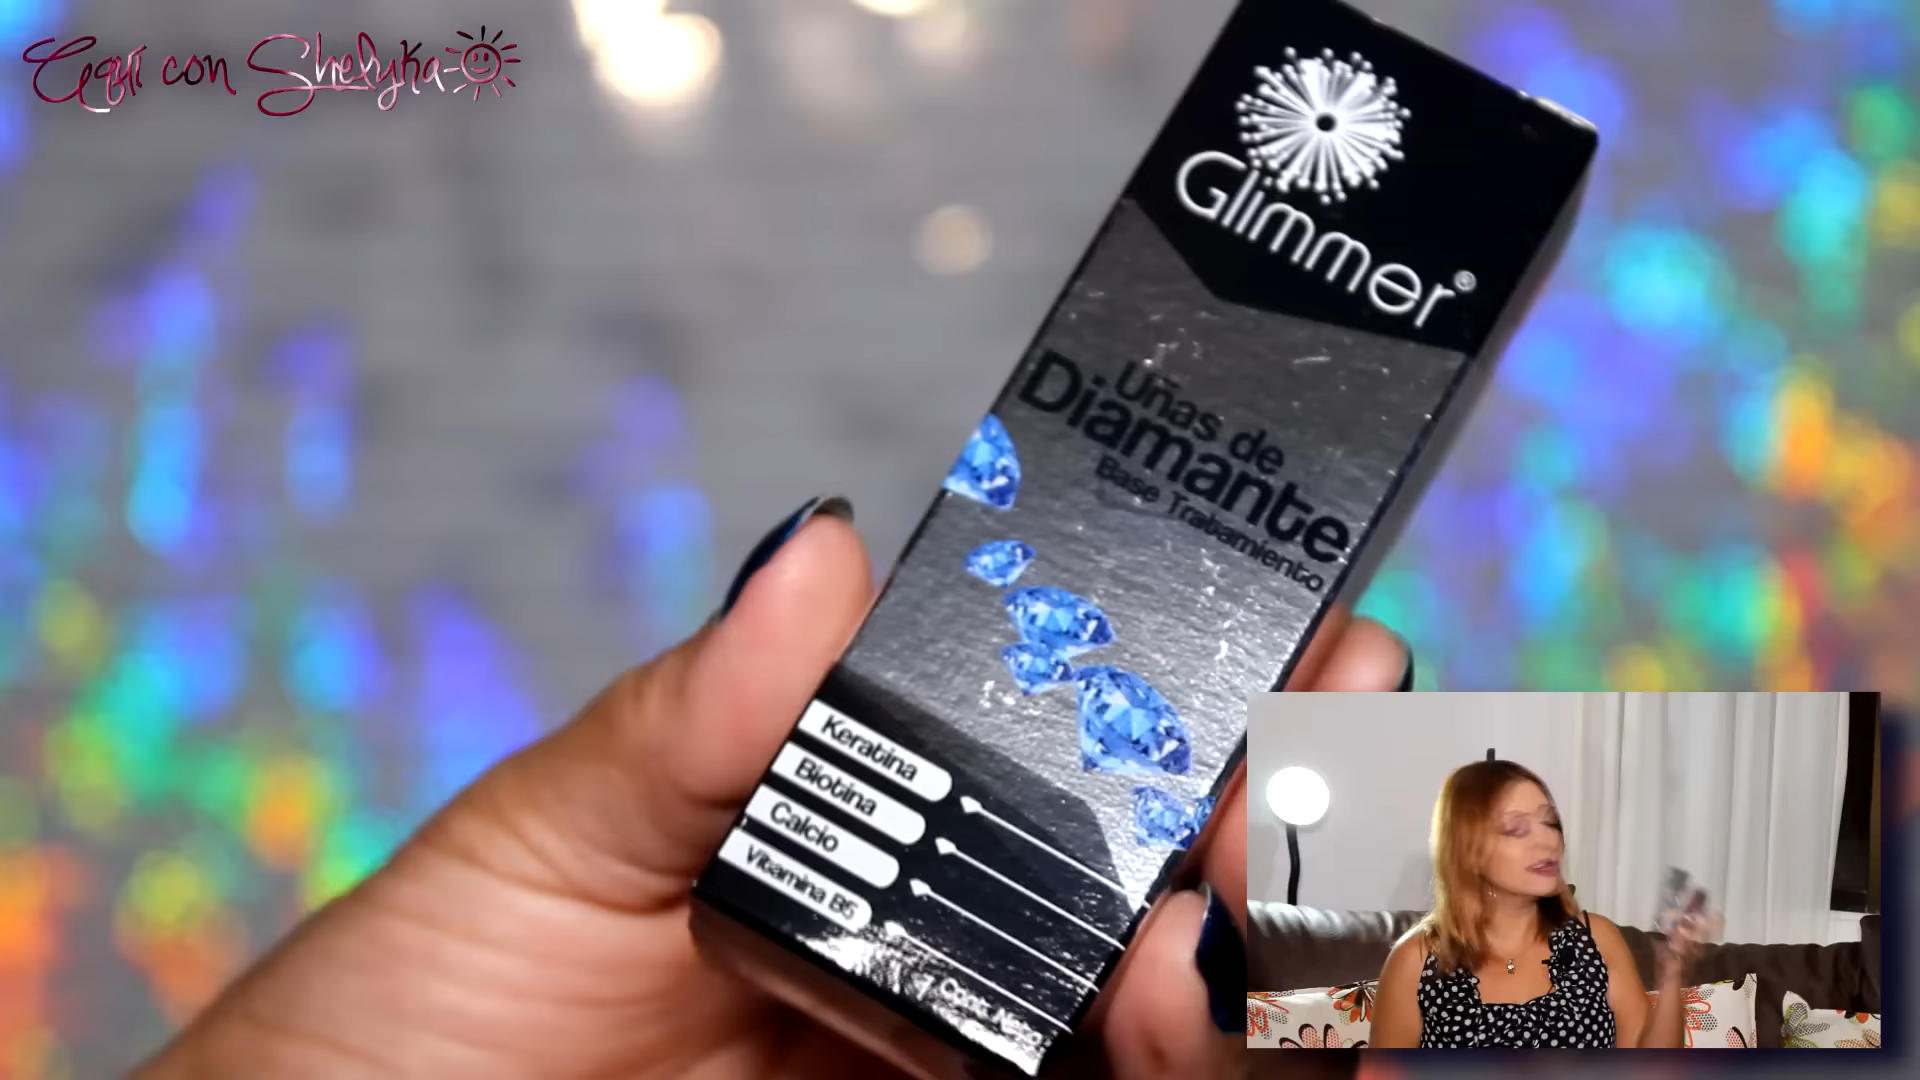 Aquí con Shelyka
Glimmer®
Uñas de
Diamante
Base Tratamiento
Keratina
Biotina
Calcio
Vitamina B5
Cont. Neto